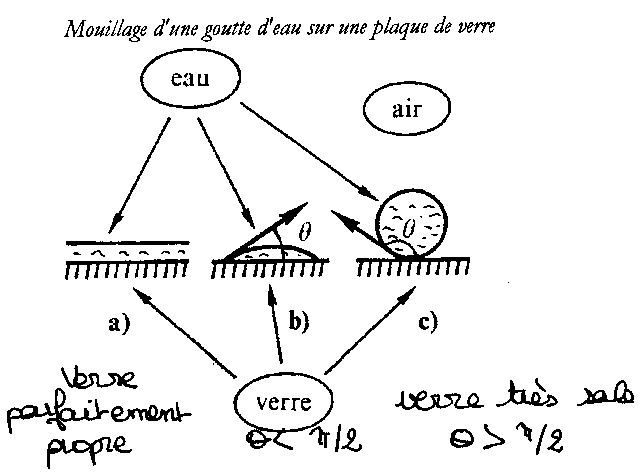 Mouillage d'une goutte d'eau sur une plaque de verre
eau
air
θ
θ
a)
b)
c)
verre
Verre
parfaitement
propre
θ < π/2
verre très sale
θ > π/2